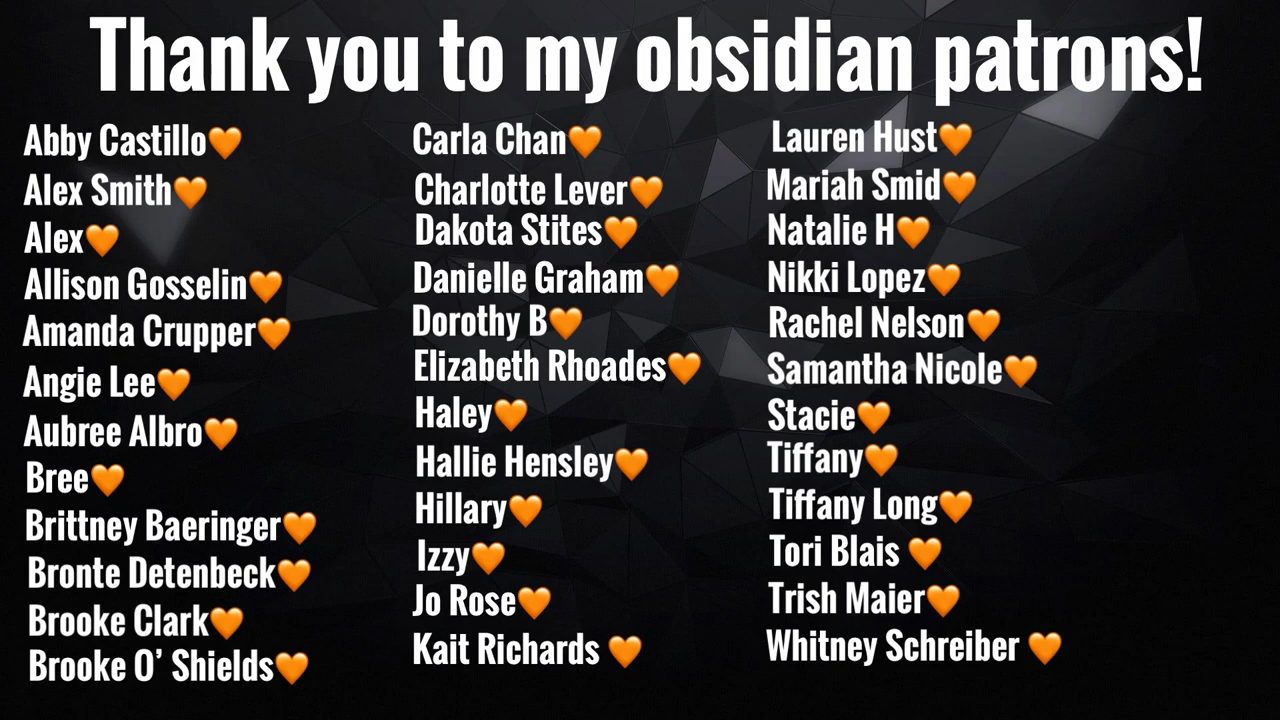 Thank you to my obsidian patrons!
Abby Castillo🧡
Alex Smith🧡
Alex🧡
Allison Gosselin🧡
Amanda Crupper🧡
Angie Lee🧡
Aubree Albro🧡
Bree🧡
Brittney Baeringer🧡
Bronte Detenbeck🧡
Brooke Clark🧡
Brooke O’ Shields🧡
Carla Chan🧡
Charlotte Lever🧡
Dakota Stites🧡
Danielle Graham🧡
Dorothy B🧡
Elizabeth Rhoades🧡
Haley🧡
Hallie Hensley🧡
Hillary🧡
Izzy🧡
Jo Rose🧡
Kait Richards 🧡
Lauren Hust🧡
Mariah Smid🧡
Natalie H🧡
Nikki Lopez🧡
Rachel Nelson🧡
Samantha Nicole🧡
Stacie🧡
Tiffany🧡
Tiffany Long🧡
Tori Blais 🧡
Trish Maier🧡
Whitney Schreiber 🧡